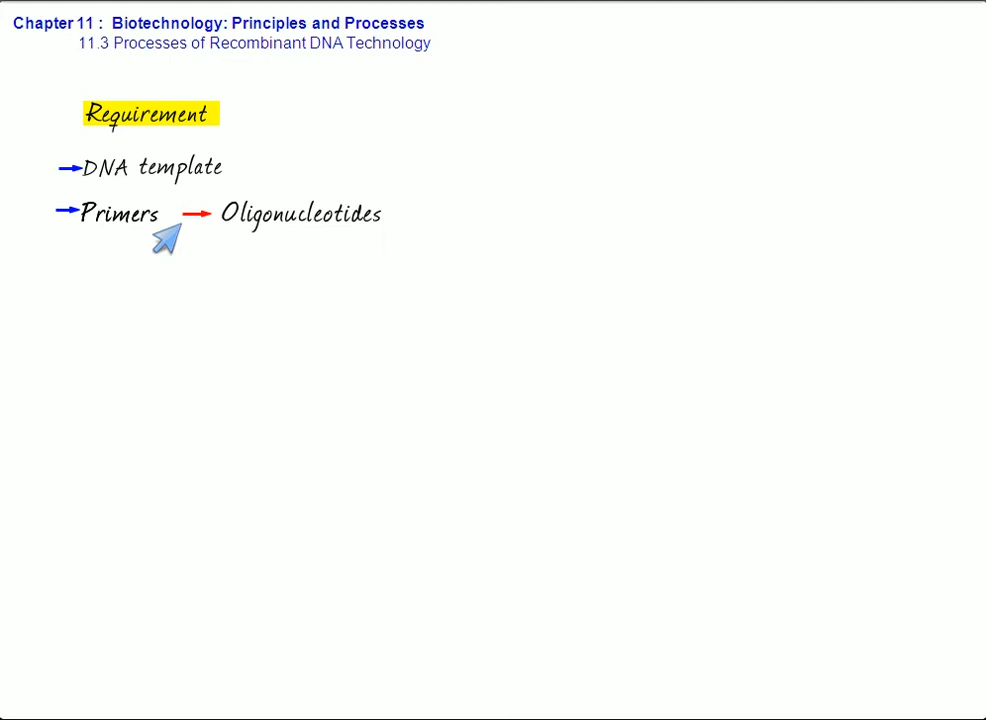 Chapter 11 : Biotechnology: Principles and Processes
11.3 Processes of Recombinant DNA Technology
Requirement
DNA template
Primers → Oligonucleotides